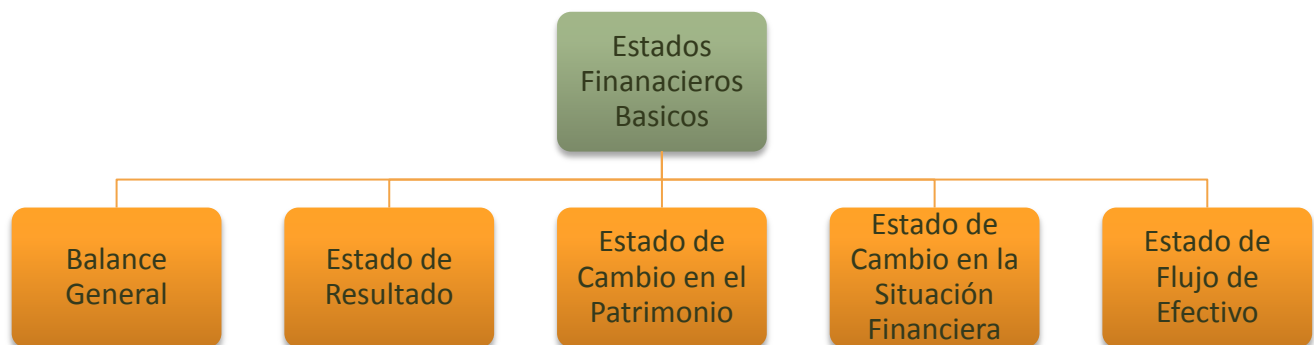 Estados
Finanacieros
Basicos
Balance
General
Estado de
Resultado
Estado de
Cambio en el
Patrimonio
Estado de
Cambio en la
Situación
Financiera
Estado de
Flujo de
Efectivo